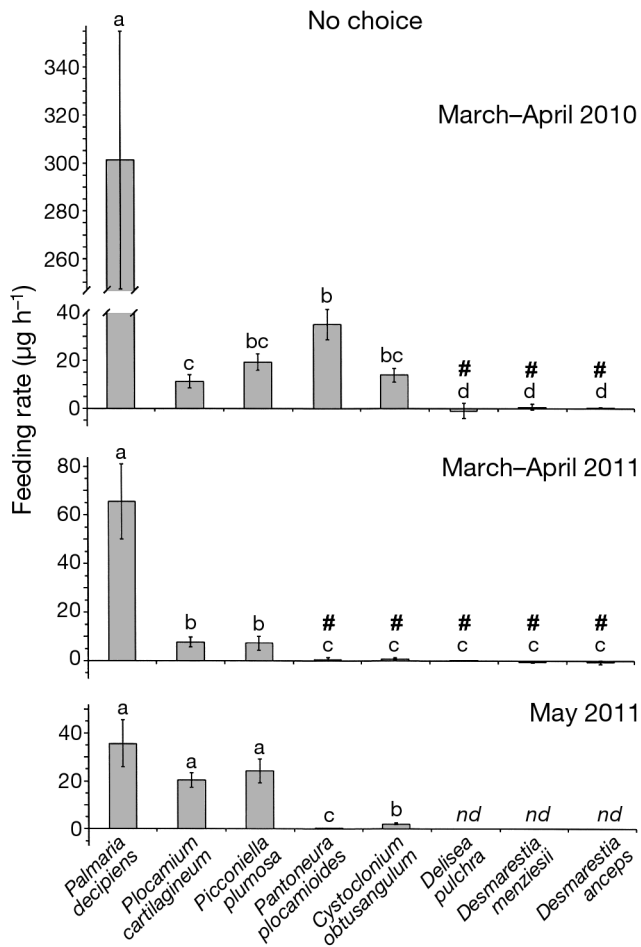 No choice
March–April 2010
a
340
320
300
280
260
40
20
0
c
bc
b
bc
#
d
#
d
#
d
Feeding rate (µg h–1)
March–April 2011
a
80
60
40
20
0
b
b
#
c
#
c
#
c
#
c
#
c
May 2011
a
40
20
0
a
a
c
b
nd
nd
nd
Palmaria
decipiens
Plocamium
cartilagineum
Picconiella
plumosa
Pantoneura
plocamioides
Cystoclonium
obtusangulum
Delisea
pulchra
Desmarestia
menziesii
Desmarestia
anceps